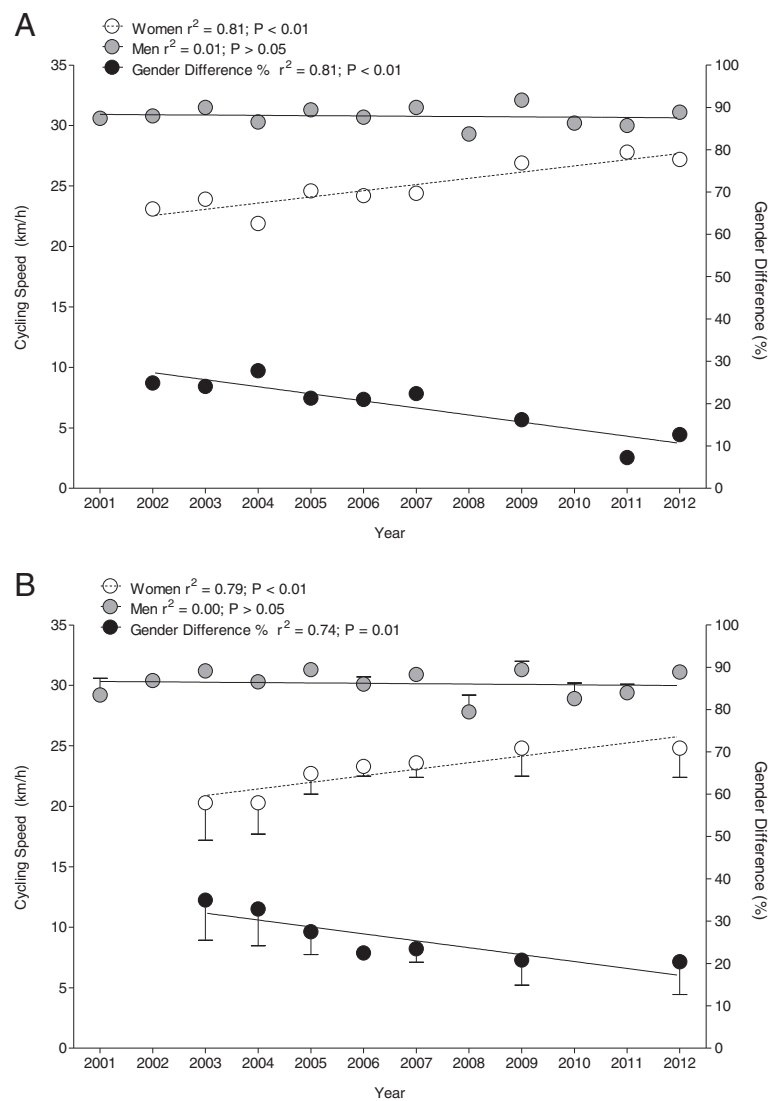 A
Women r² = 0.81; P < 0.01
Men r² = 0.01; P > 0.05
Gender Difference % r² = 0.81; P < 0.01
35
30
25
20
15
10
5
0
Cycling Speed (km/h)
100
90
80
70
60
50
40
30
20
10
0
Gender Difference (%)
2001 2002 2003 2004 2005 2006 2007 2008 2009 2010 2011 2012
Year
B
Women r² = 0.79; P < 0.01
Men r² = 0.00; P > 0.05
Gender Difference % r² = 0.74; P = 0.01
35
30
25
20
15
10
5
0
Cycling Speed (km/h)
100
90
80
70
60
50
40
30
20
10
0
Gender Difference (%)
2001 2002 2003 2004 2005 2006 2007 2008 2009 2010 2011 2012
Year